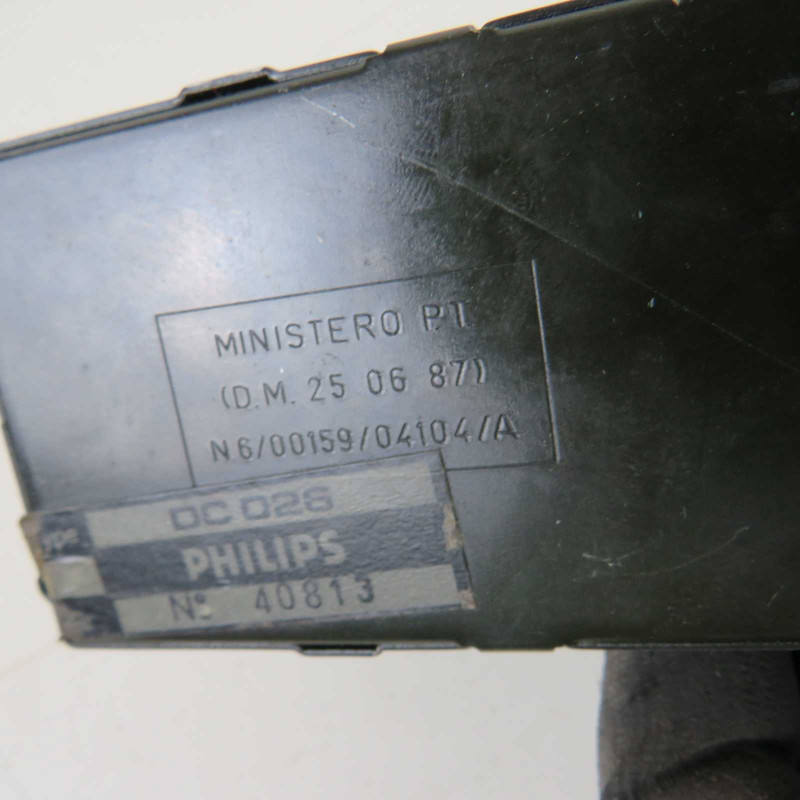 MINISTERO P.T.
(D.M. 25 06 87)
N 6/00159/04104/A
DC 026
PHILIPS
Nº 40813